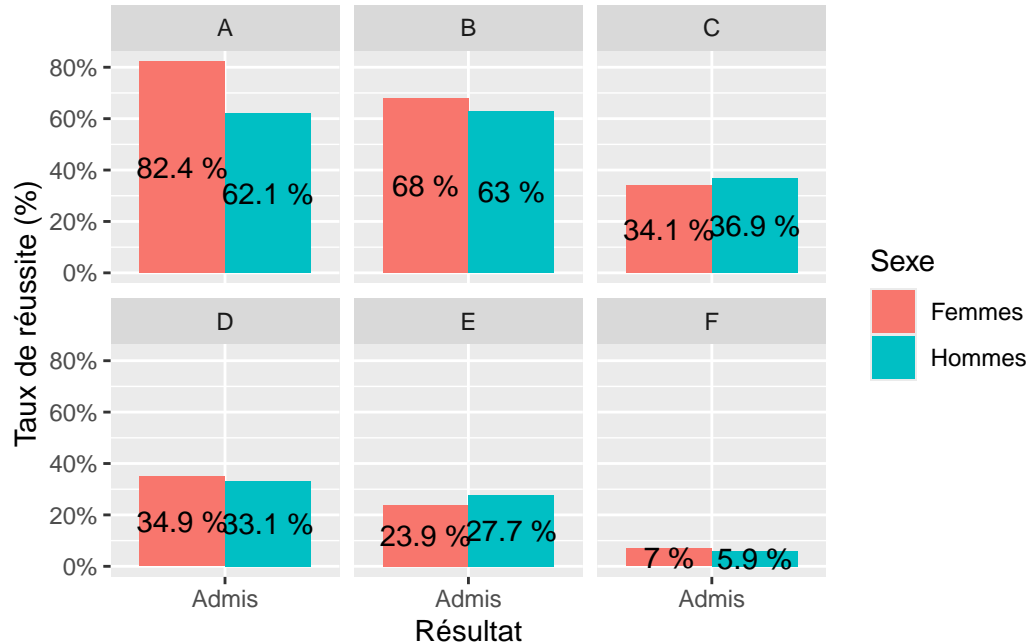 A
B
C
80%
60%
40%
20%
0%
82.4 %
62.1 %
68 %
63 %
34.1 %
36.9 %
D
E
F
80%
60%
40%
20%
0%
34.9 %
33.1 %
23.9 %
27.7 %
7 %
5.9 %
Admis
Admis
Admis
Résultat
Taux de réussite (%)
Sexe
Femmes
Hommes